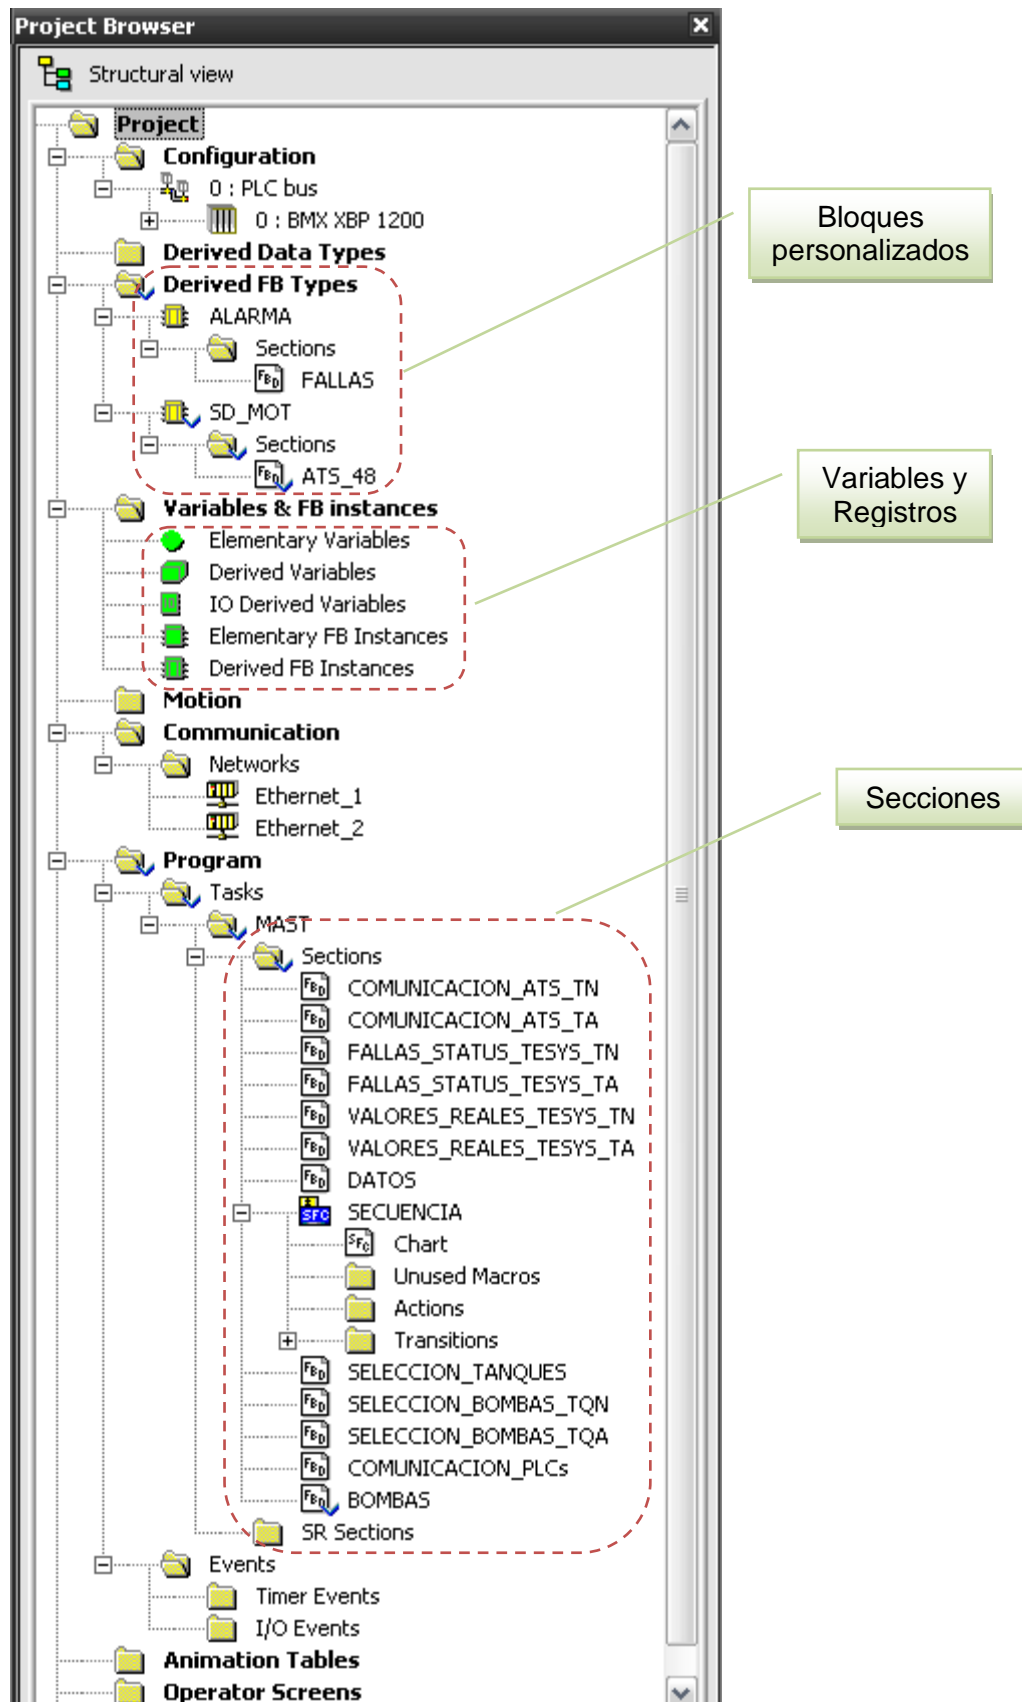 Project Browser
Structural view
Project
Configuration
0 : PLC bus
0 : BMX XBP 1200
Derived Data Types
Derived FB Types
ALARMA
Sections
FALLAS
SD_MOT
Sections
ATS_48
Variables & FB instances
Elementary Variables
Derived Variables
IO Derived Variables
Elementary FB Instances
Derived FB Instances
Motion
Communication
Networks
Ethernet_1
Ethernet_2
Program
Tasks
MAST
Sections
COMUNICACION_ATS_TN
COMUNICACION_ATS_TA
FALLAS_STATUS_TESYS_TN
FALLAS_STATUS_TESYS_TA
VALORES_REALES_TESYS_TN
VALORES_REALES_TESYS_TA
DATOS
SECUENCIA
Chart
Unused Macros
Actions
Transitions
SELECCION_TANQUES
SELECCION_BOMBAS_TQN
SELECCION_BOMBAS_TQA
COMUNICACION_PLCs
BOMBAS
SR Sections
Events
Timer Events
I/O Events
Animation Tables
Operator Screens
Bloques
personalizados
Variables y
Registros
Secciones